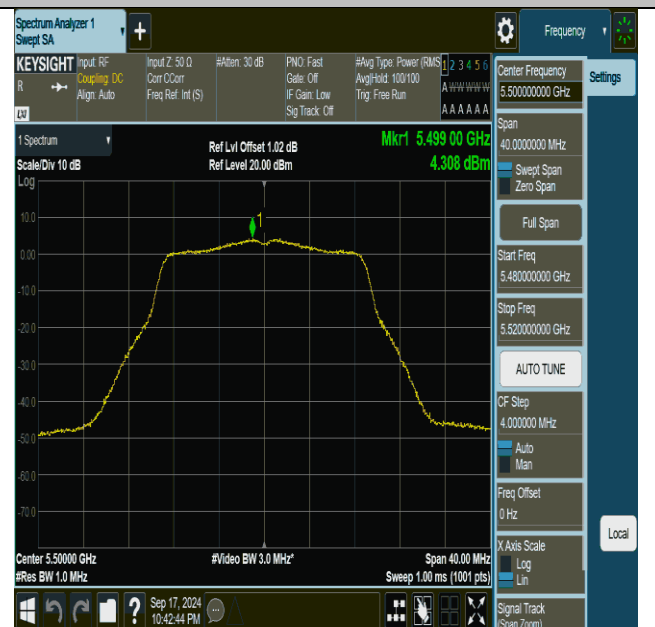 Spectrum Analyzer 1
Swept SA
Frequency
KEYSIGHT
R
LXI
Input: RF
Coupling: DC
Align: Auto
Input Z: 50 Ω
Corr CCorr
Freq Ref: Int (S)
#Atten: 30 dB
PNO: Fast
Gate: Off
IF Gain: Low
Sig Track: Off
#Avg Type: Power (RMS
Avg|Hold: 100/100
Trig: Free Run
1 2 3 4 5 6
A W W W W W
A A A A A A
1 Spectrum
Scale/Div 10 dB
Log
Ref Lvl Offset 1.02 dB
Ref Level 20.00 dBm
Mkr1 5.499 00 GHz
4.308 dBm
10.0
0.00
-10.0
-20.0
-30.0
-40.0
-50.0
-60.0
-70.0
1
Center 5.50000 GHz
#Res BW 1.0 MHz
#Video BW 3.0 MHz*
Span 40.00 MHz
Sweep 1.00 ms (1001 pts)
Sep 17, 2024
10:42:44 PM
Center Frequency
5.500000000 GHz
Span
40.0000000 MHz
Swept Span
Zero Span
Full Span
Start Freq
5.480000000 GHz
Stop Freq
5.520000000 GHz
AUTO TUNE
CF Step
4.000000 MHz
Auto
Man
Freq Offset
0 Hz
X Axis Scale
Log
Lin
Signal Track
(Span Zoom)
Settings
Local